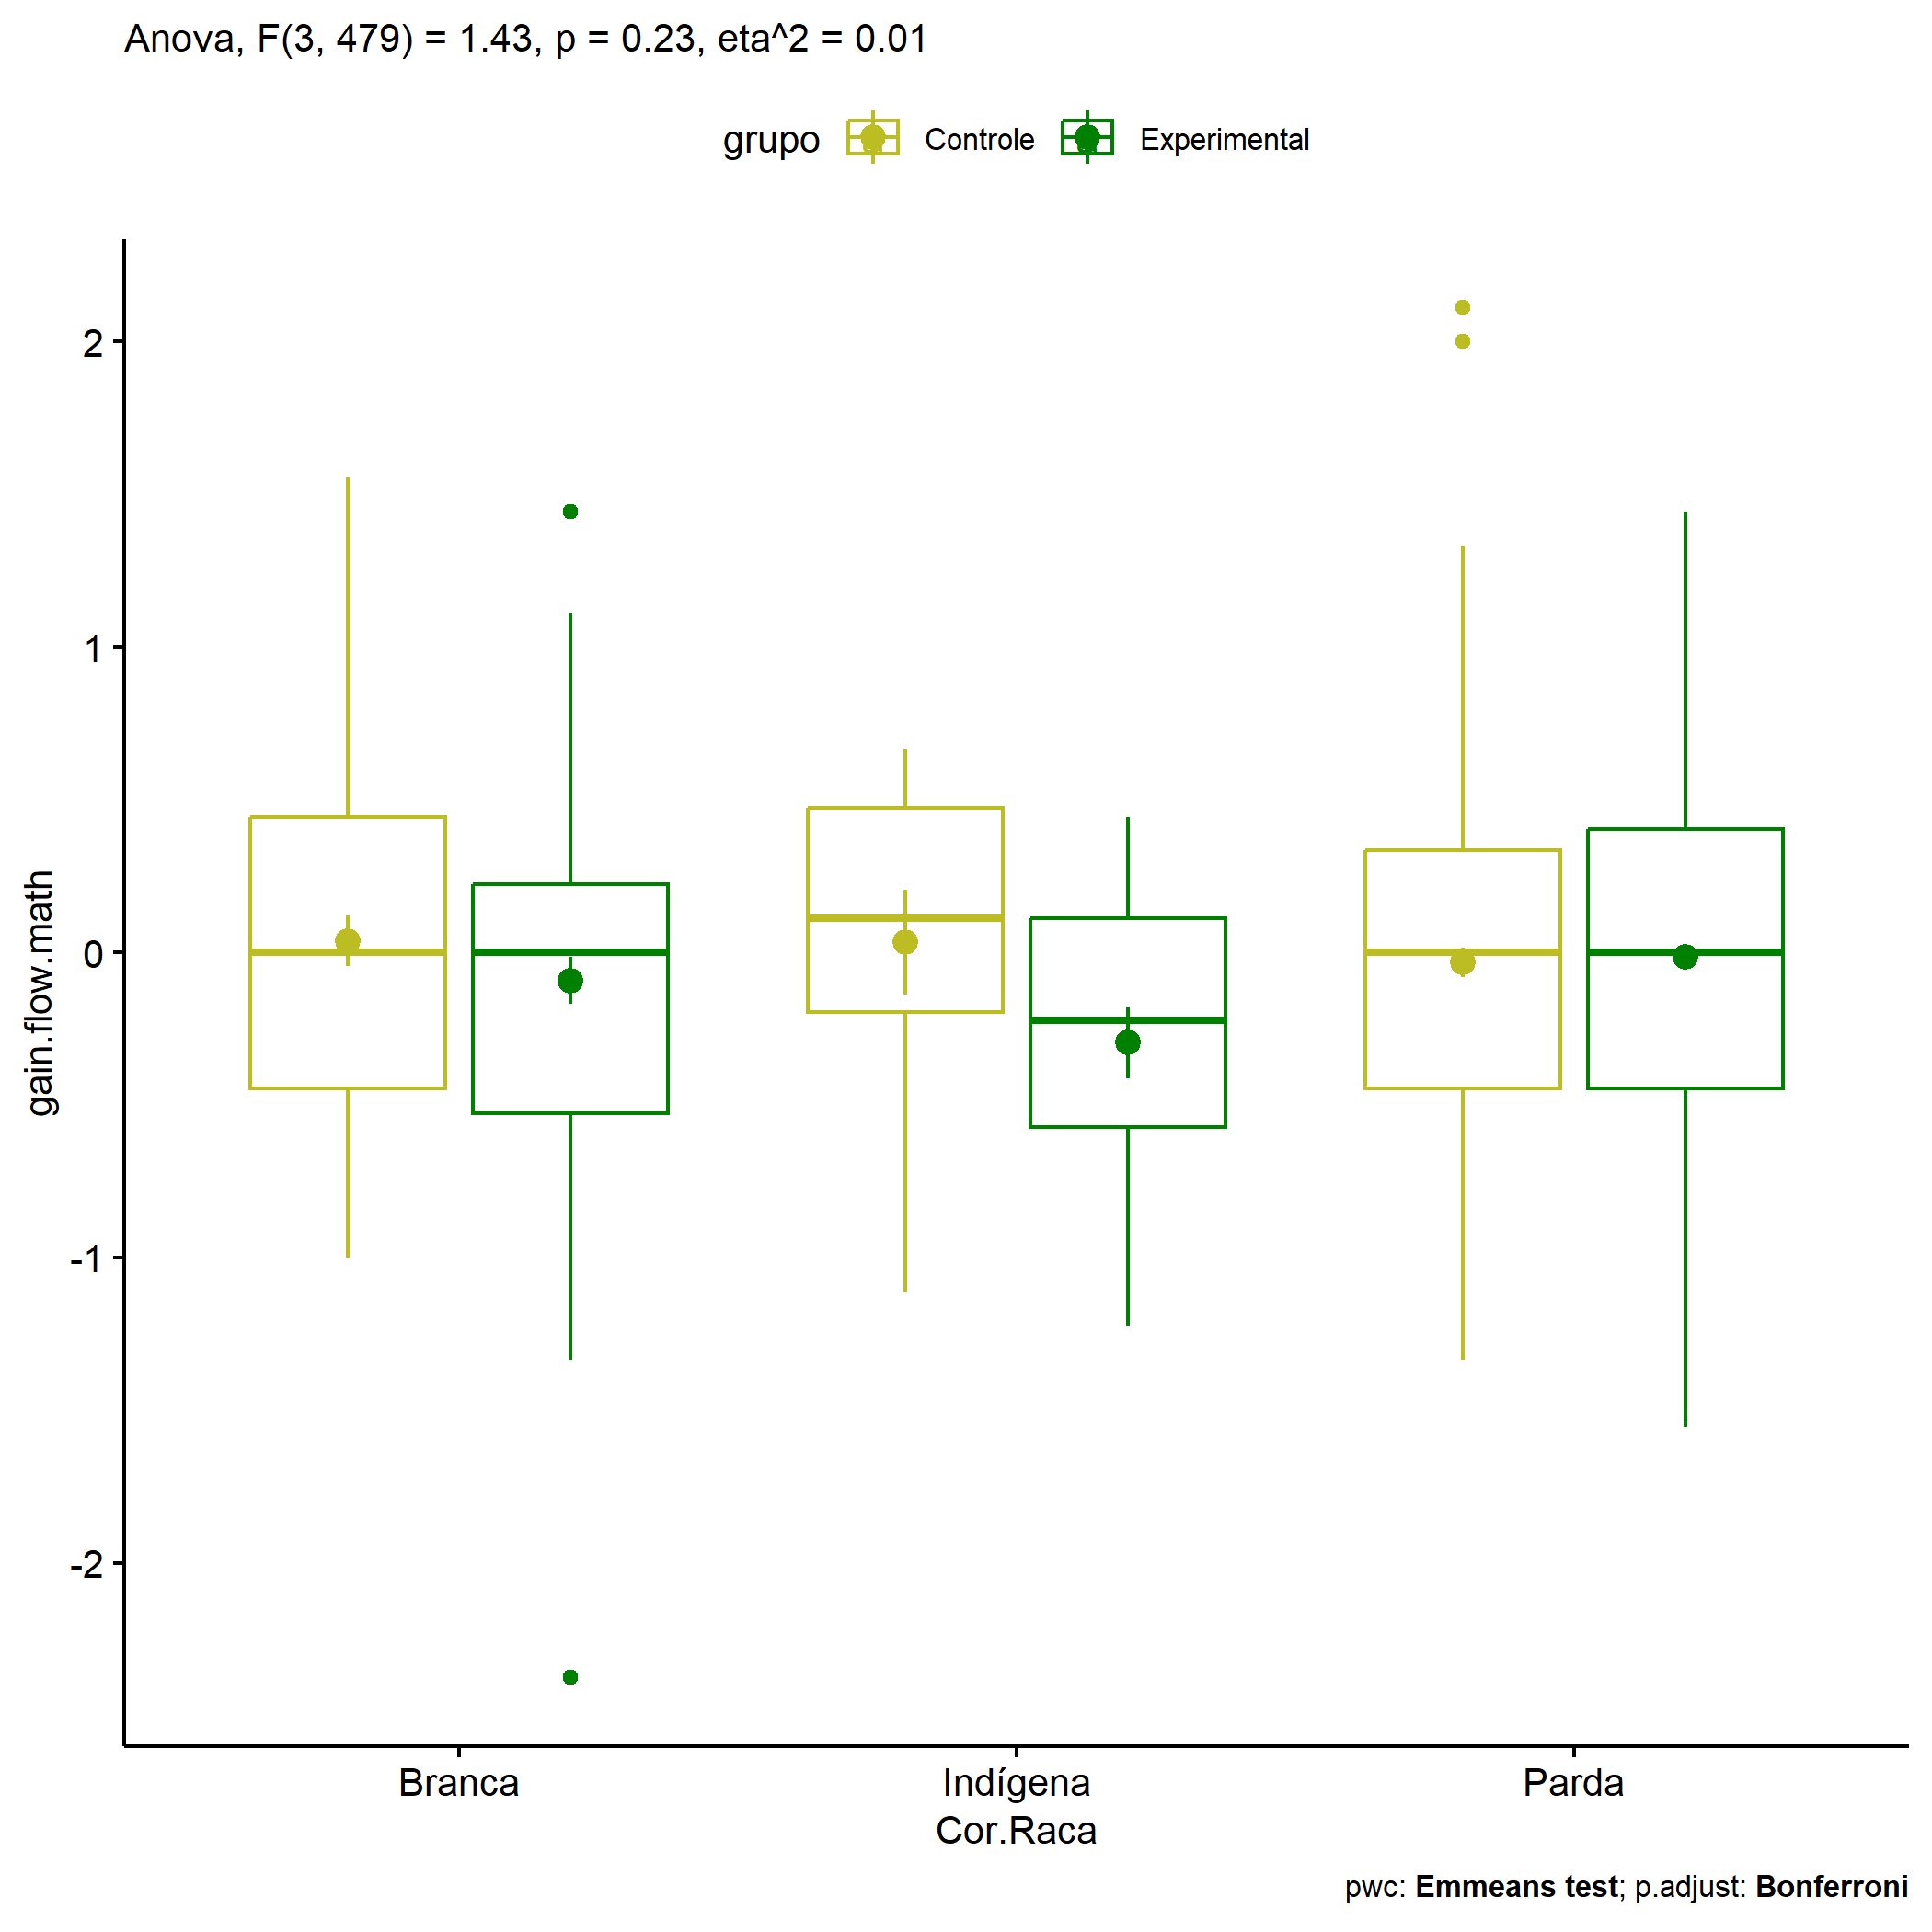 Anova, F(3, 479) = 1.43, p = 0.23, eta^2 = 0.01
grupo Controle Experimental
gain.flow.math
2
1
0
-1
-2
Branca Indígena Parda
Cor.Raca
pwc: Emmeans test; p.adjust: Bonferroni